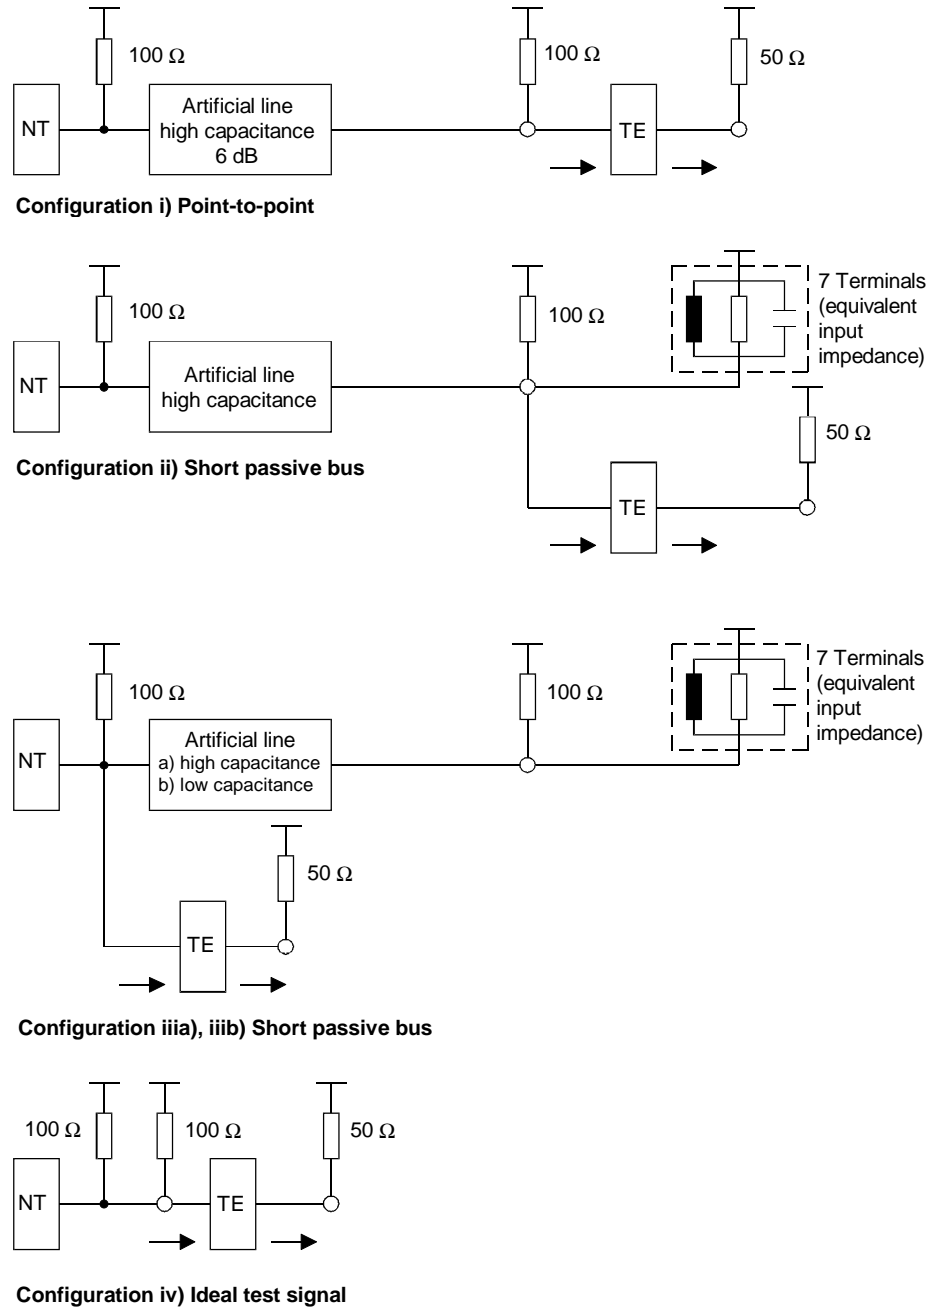 100 Ω
100 Ω
50 Ω
NT
Artificial line
high capacitance
6 dB
TE
Configuration i) Point-to-point
100 Ω
100 Ω
7 Terminals
(equivalent
input
impedance)
NT
Artificial line
high capacitance
50 Ω
Configuration ii) Short passive bus
TE
100 Ω
100 Ω
7 Terminals
(equivalent
input
impedance)
NT
Artificial line
a) high capacitance
b) low capacitance
50 Ω
TE
Configuration iiia), iiib) Short passive bus
100 Ω
100 Ω
50 Ω
NT
TE
Configuration iv) Ideal test signal